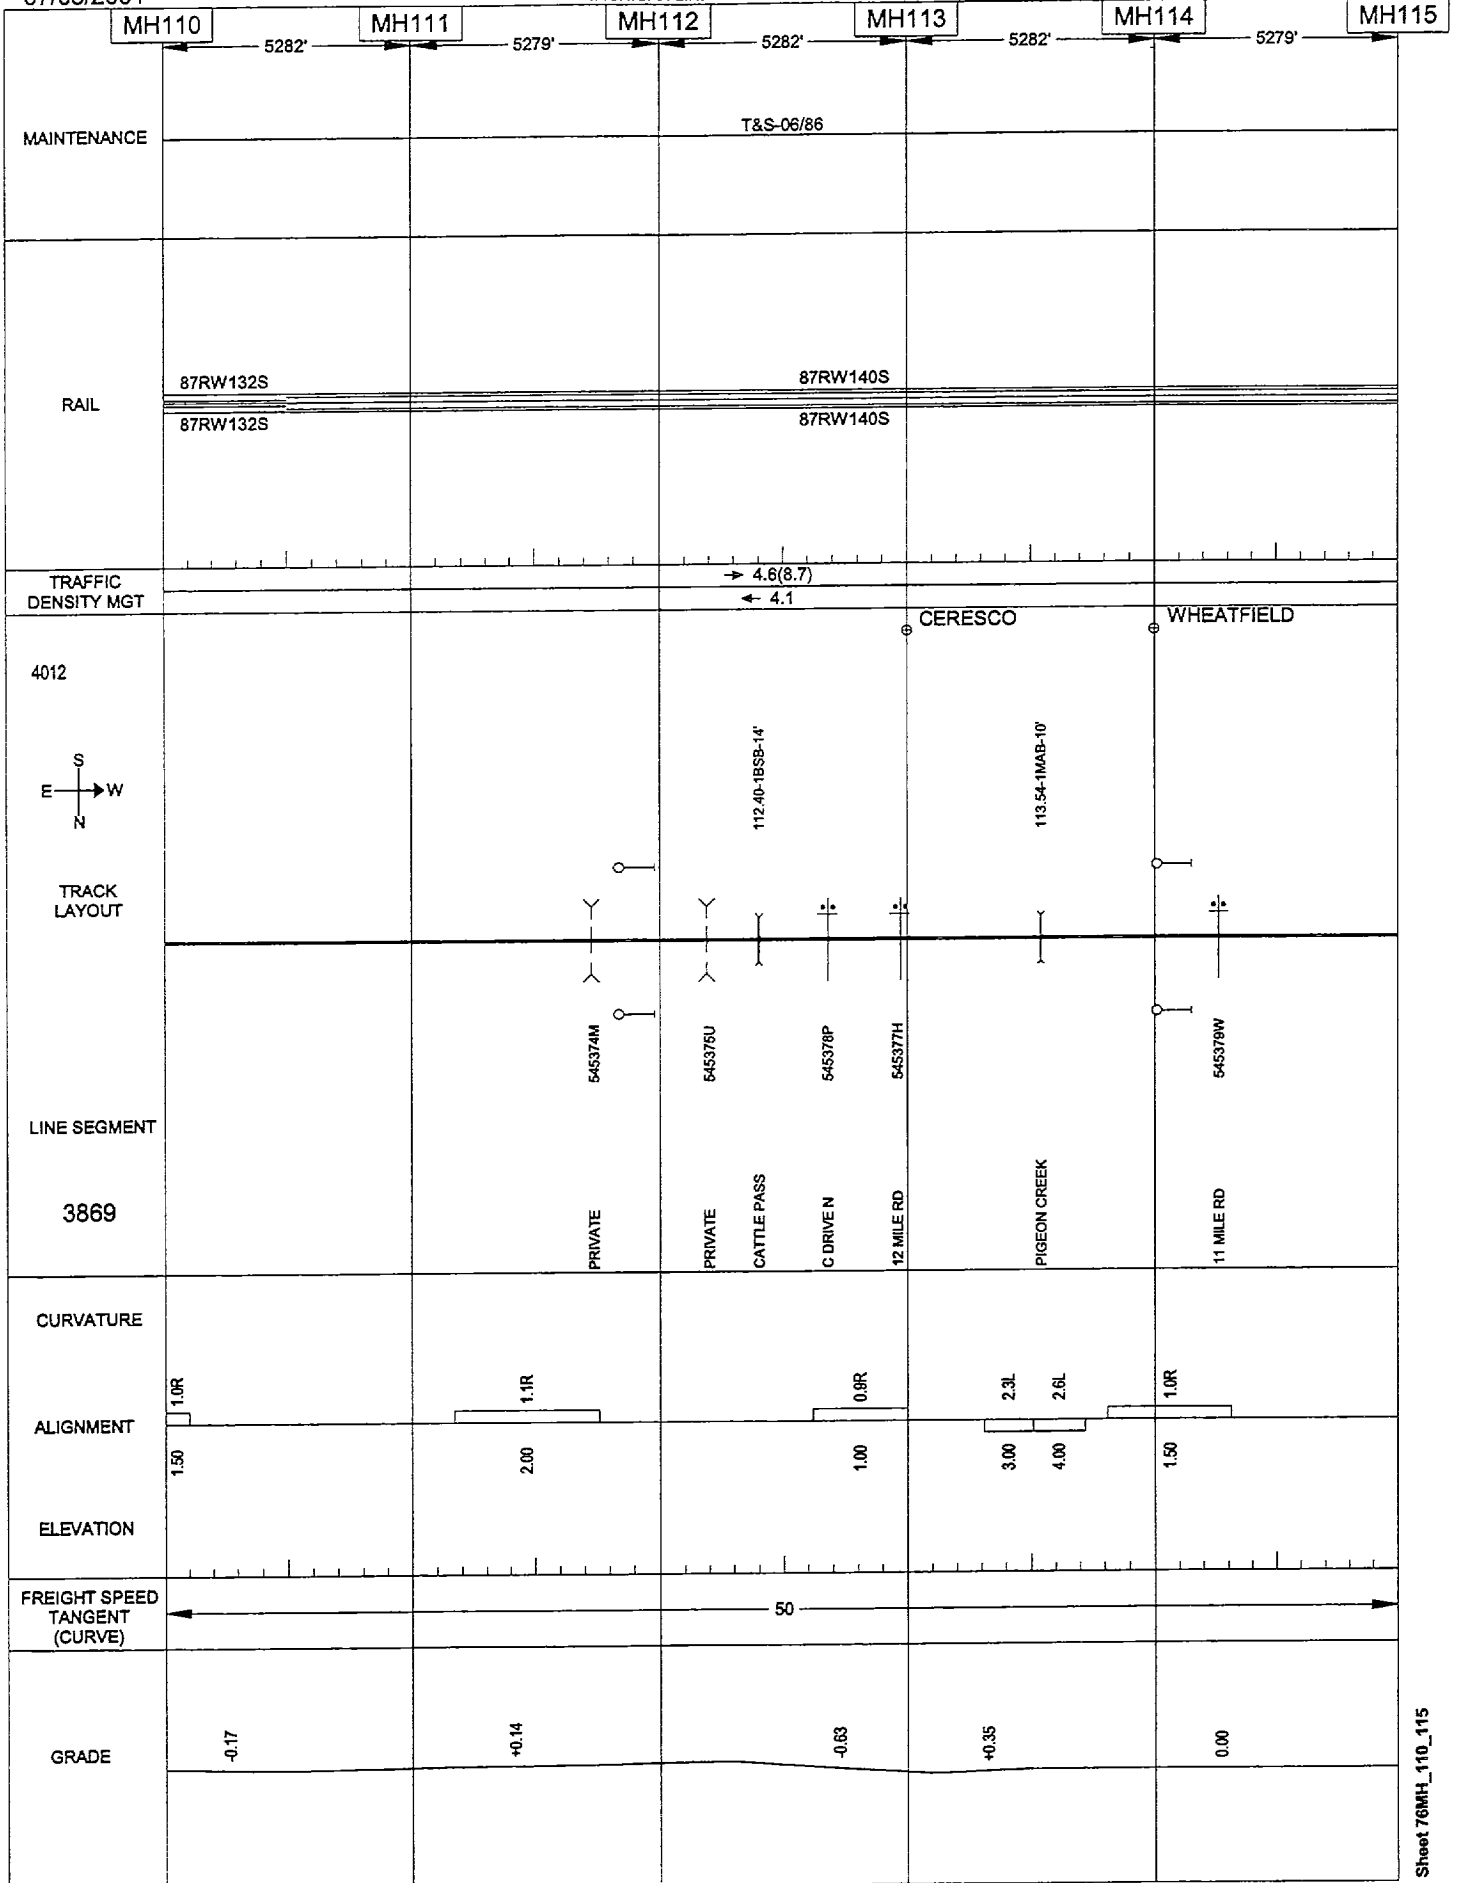 MH110
MH111
MH112
MH113
MH114
MH115
5282'
5279'
5282'
5282'
5279'
MAINTENANCE
T&S-06/86
RAIL
87RW132S
87RW140S
87RW132S
87RW140S
TRAFFIC
DENSITY MGT
→ 4.6(8.7)
← 4.1
CERESCO
WHEATFIELD
4012
S
E W
N
112.40-1BSB-14'
113.54-1MAB-10'
TRACK
LAYOUT
545374M
545375U
545378P
545377H
545379W
LINE SEGMENT
3869
PRIVATE
PRIVATE
CATTLE PASS
C DRIVE N
12 MILE RD
PIGEON CREEK
11 MILE RD
CURVATURE
1.0R
1.1R
0.9R
2.3L
2.6L
1.0R
ALIGNMENT
1.50
2.00
1.00
3.00
4.00
1.50
ELEVATION
FREIGHT SPEED
TANGENT
(CURVE)
50
GRADE
-0.17
+0.14
-0.63
+0.35
0.00
Sheet 76MH_110_115